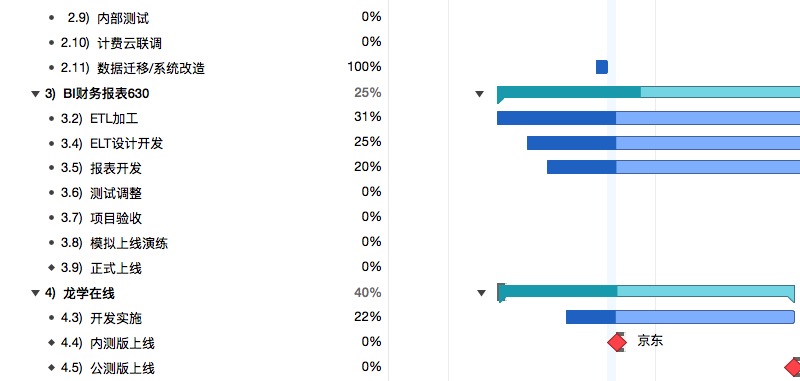 2.9) 内部测试 0%
2.10) 计费云联调 0%
2.11) 数据迁移/系统改造 100%
3) BI财务报表630 25%
3.2) ETL加工 31%
3.4) ELT设计开发 25%
3.5) 报表开发 20%
3.6) 测试调整 0%
3.7) 项目验收 0%
3.8) 模拟上线演练 0%
3.9) 正式上线 0%
4) 龙学在线 40%
4.3) 开发实施 22%
4.4) 内测版上线 0% 京东
4.5) 公测版上线 0%